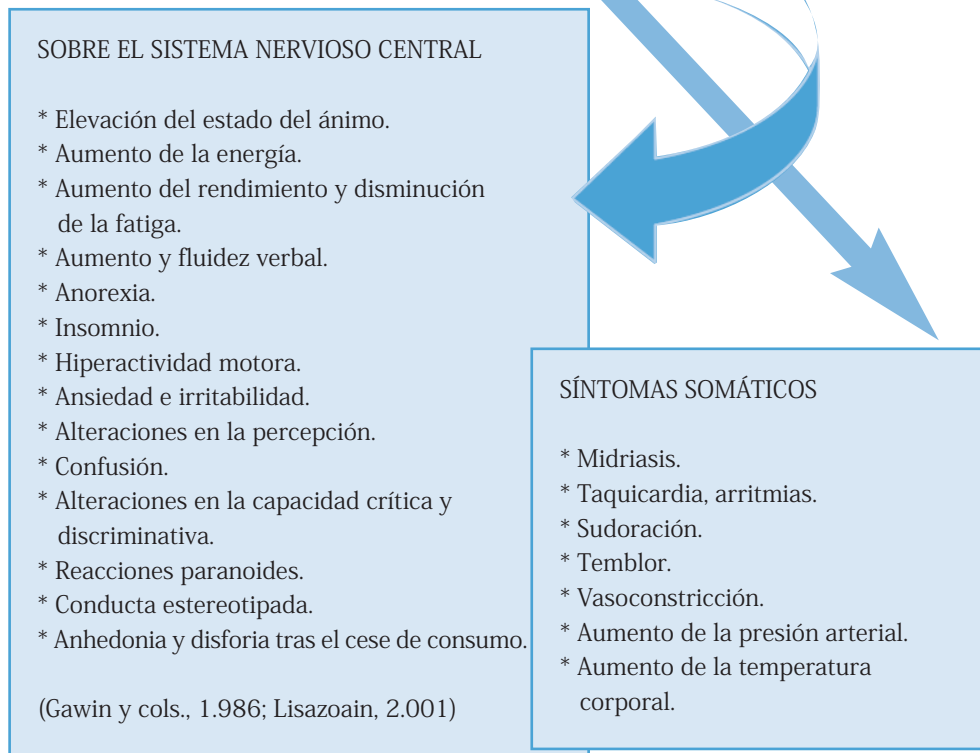 SOBRE EL SISTEMA NERVIOSO CENTRAL
* Elevación del estado del ánimo.
* Aumento de la energía.
* Aumento del rendimiento y disminución
de la fatiga.
* Aumento y fluidez verbal.
* Anorexia.
* Insomnio.
* Hiperactividad motora.
* Ansiedad e irritabilidad.
* Alteraciones en la percepción.
* Confusión.
* Alteraciones en la capacidad crítica y
discriminativa.
* Reacciones paranoides.
* Conducta estereotipada.
* Anhedonia y disforia tras el cese de consumo.
(Gawin y cols., 1.986; Lisazoain, 2.001)
SÍNTOMAS SOMÁTICOS
* Midriasis.
* Taquicardia, arritmias.
* Sudoración.
* Temblor.
* Vasoconstricción.
* Aumento de la presión arterial.
* Aumento de la temperatura
corporal.